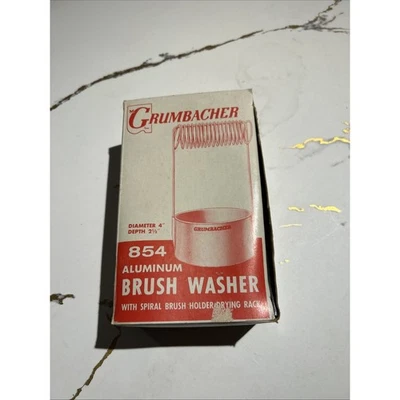 GRUMBACHER
GRUMBACHER
DIAMETER 4"
DEPTH 2½"
854
ALUMINUM
BRUSH WASHER
WITH SPIRAL BRUSH HOLDER-DRYING RACK